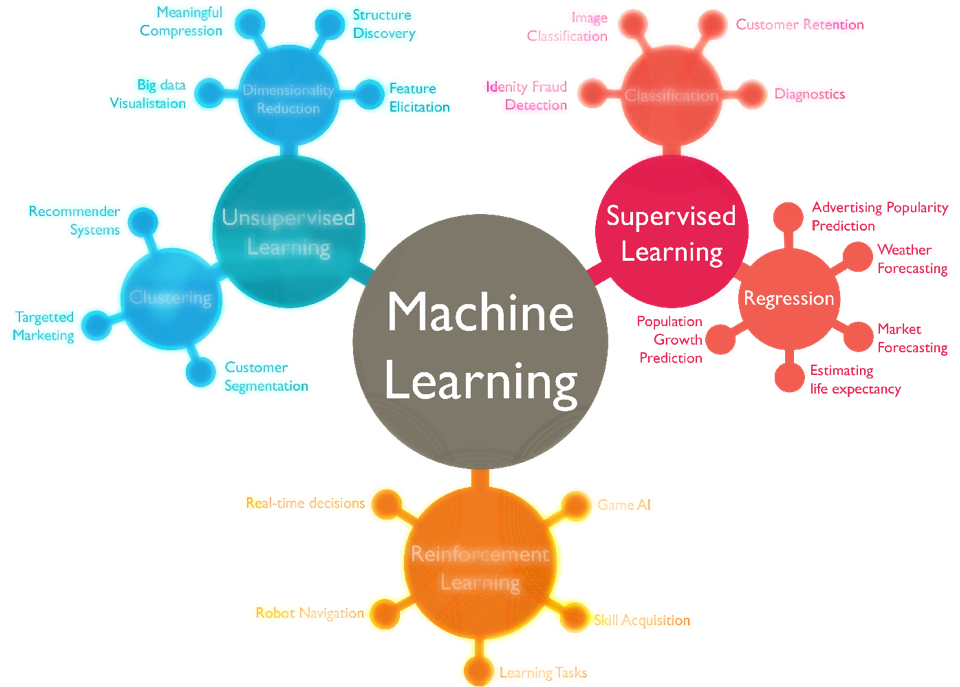 Meaningful
Compression
Structure
Discovery
Big data
Visualistaion
Dimensionality
Reduction
Feature
Elicitation
Image
Classification
Customer Retention
Idenity Fraud
Detection
Classification
Diagnostics
Recommender
Systems
Unsupervised
Learning
Clustering
Targetted
Marketing
Customer
Segmentation
Supervised
Learning
Advertising Popularity
Prediction
Weather
Forecasting
Regression
Population
Growth
Prediction
Market
Forecasting
Estimating
life expectancy
Machine
Learning
Real-time decisions
Game AI
Reinforcement
Learning
Robot Navigation
Skill Acquisition
Learning Tasks